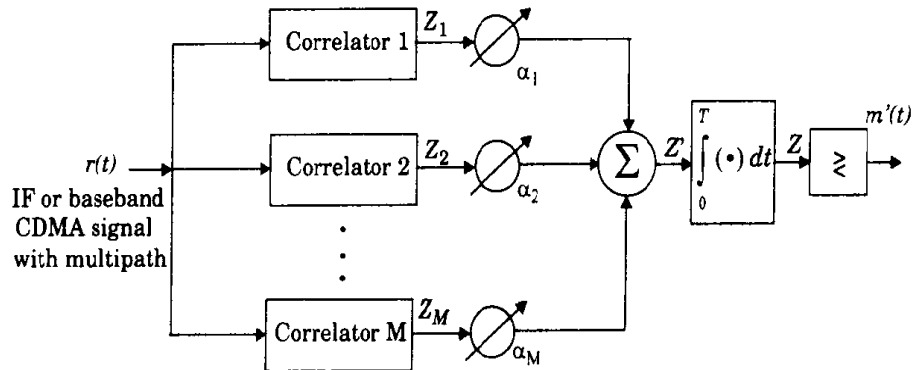 Correlator 1
Z1
α1
r(t)
IF or baseband
CDMA signal
with multipath
Correlator 2
Z2
α2
Σ
Z'
T
∫ (•) dt
0
Z
≥
≤
m'(t)
Correlator M
ZM
αM